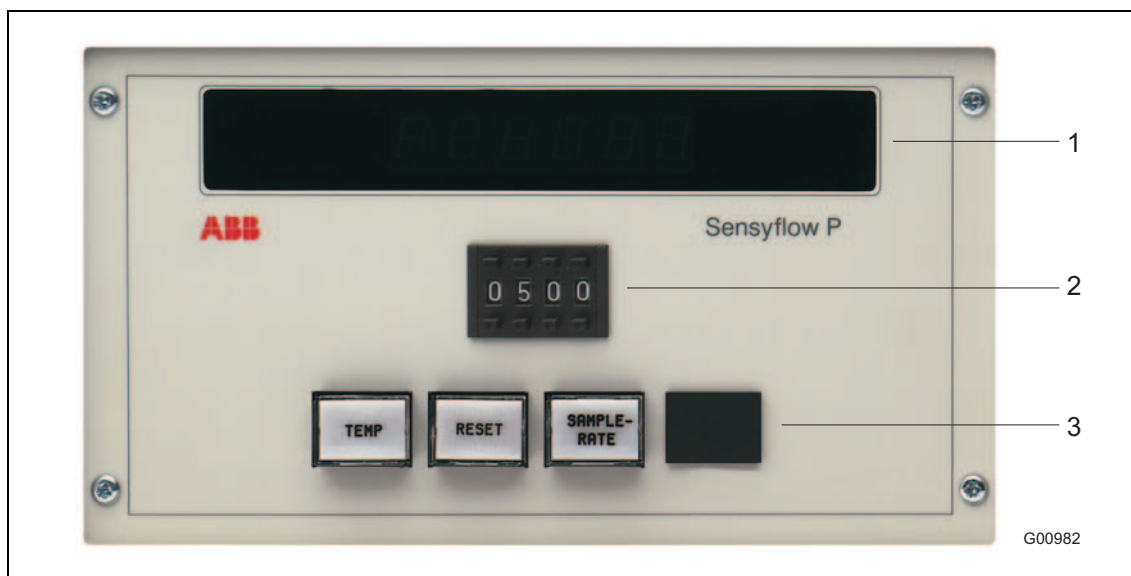 1
ABB
Sensyflow P
0500
2
TEMP
RESET
SAMPLE-
RATE
3
G00982